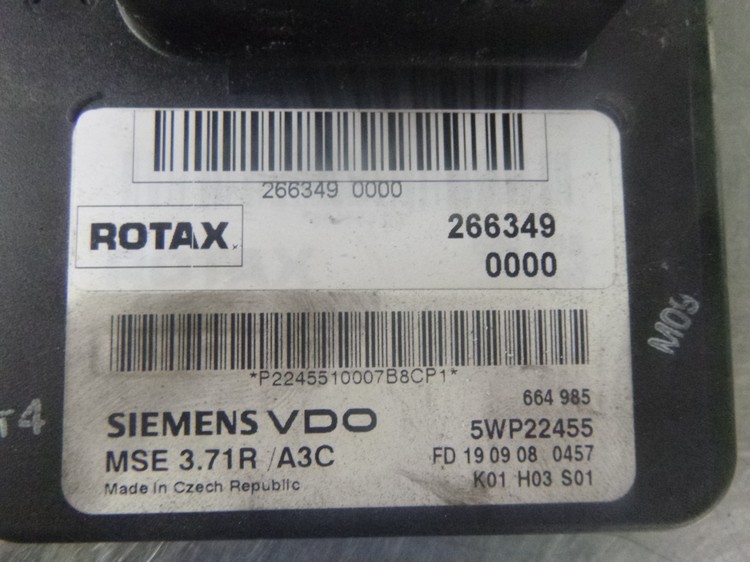 266349 0000
ROTAX
266349
0000
*P2245510007B8CP1*
664 985
SIEMENS VDO
5WP22455
MSE 3.71R /A3C
FD 19 09 08 0457
Made in Czech Republic
K01 H03 S01
T4